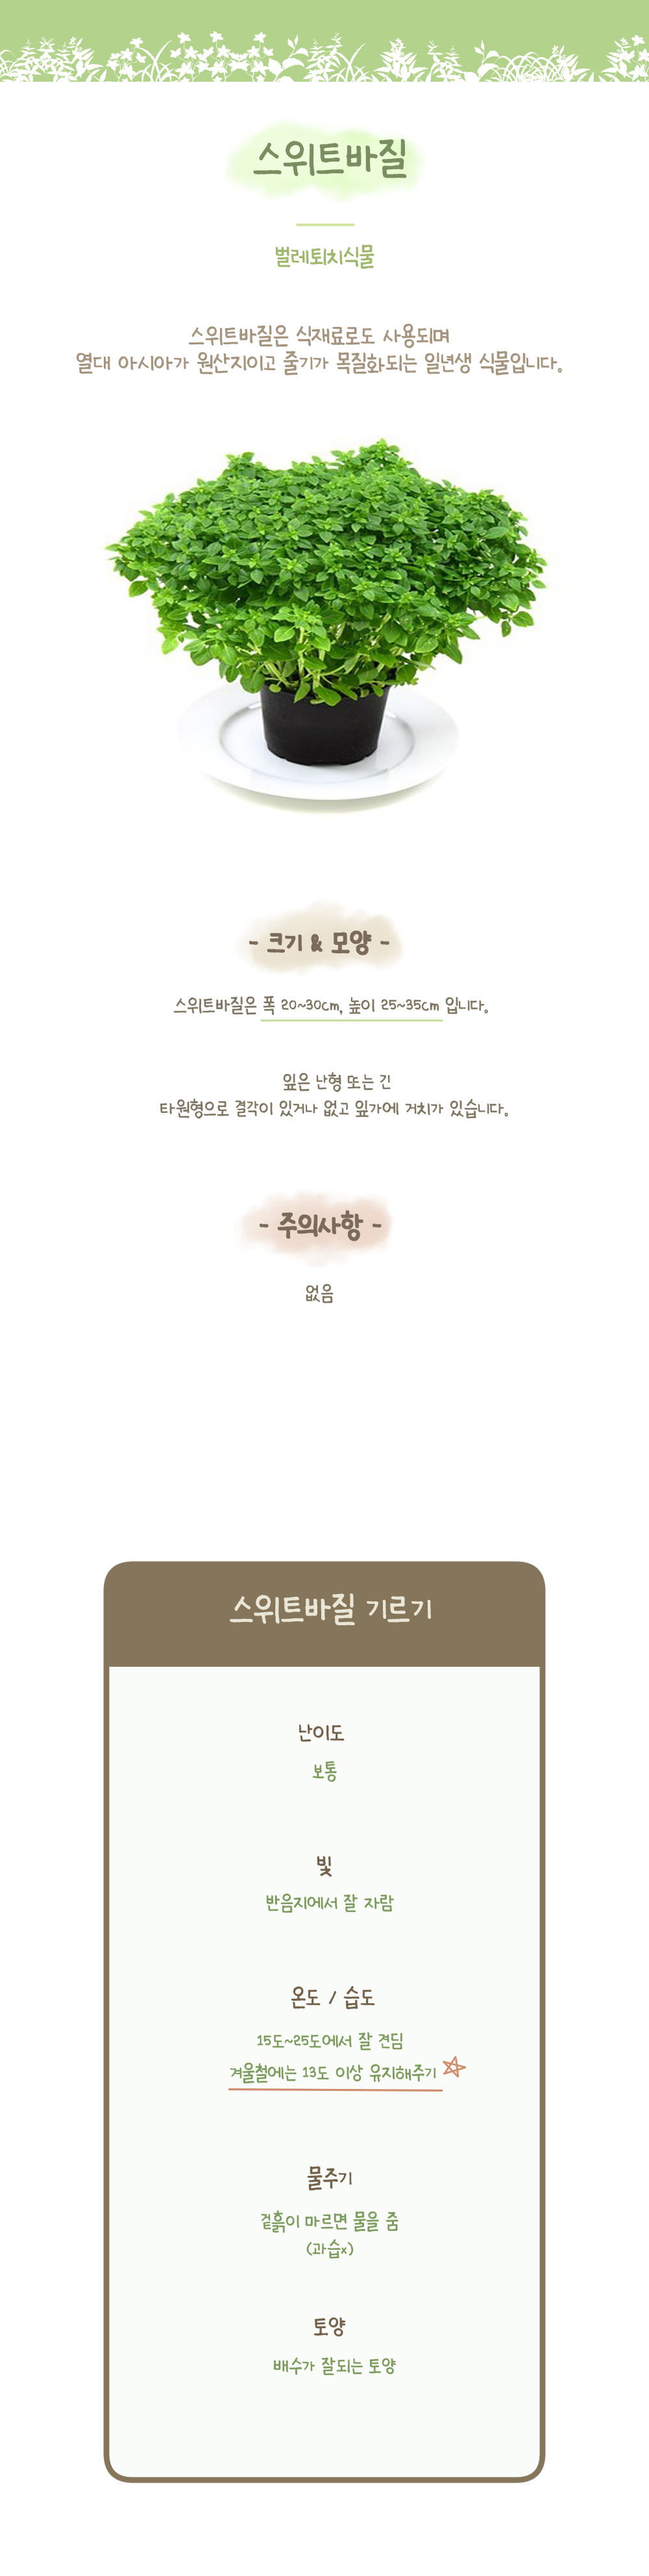 스위트바질
벌레퇴치식물
스위트바질은 식재료로도 사용되며
열대 아시아가 원산지이고 줄기가 목질화되는 일년생 식물입니다.
- 크기 & 모양 -
스위트바질은 폭 20~30cm, 높이 25~35cm 입니다.
잎은 난형 또는 긴
타원형으로 결각이 있거나 없고 잎가에 거치가 있습니다.
- 주의사항 -
없음
스위트바질 기르기
난이도
보통
빛
반음지에서 잘 자람
온도 / 습도
15도~25도에서 잘 견딤
겨울철에는 13도 이상 유지해주기
물주기
겉흙이 마르면 물을 줌
(과습x)
토양
배수가 잘되는 토양